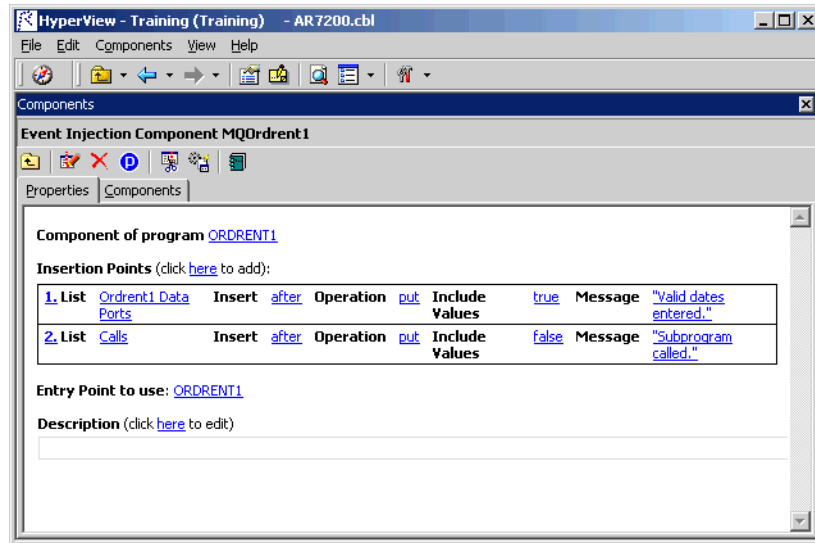 HyperView - Training (Training) - AR7200.cbl
File Edit Components View Help
Components
Event Injection Component MQOrdrent1
Properties Components
Component of program ORDRENT1
Insertion Points (click here to add):
1. List Ordrent1 Data Ports Insert after Operation put Include Values true Message "Valid dates entered."
2. List Calls Insert after Operation put Include Values false Message "Subprogram called."
Entry Point to use: ORDRENT1
Description (click here to edit)